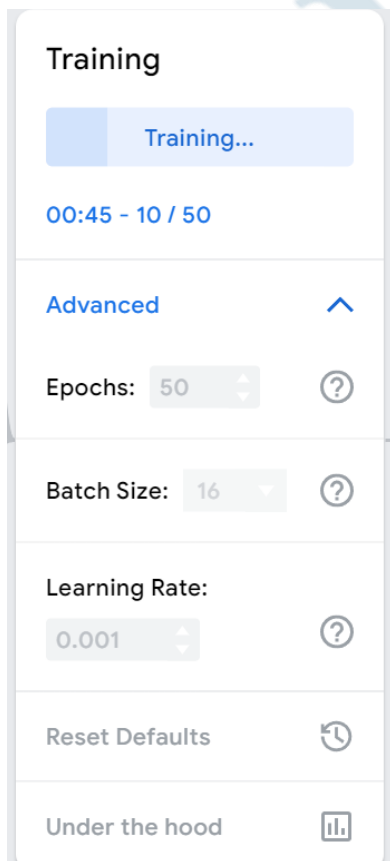 Training
Training...
00:45 - 10 / 50
Advanced
Epochs: 50
Batch Size: 16
Learning Rate:
0.001
Reset Defaults
Under the hood